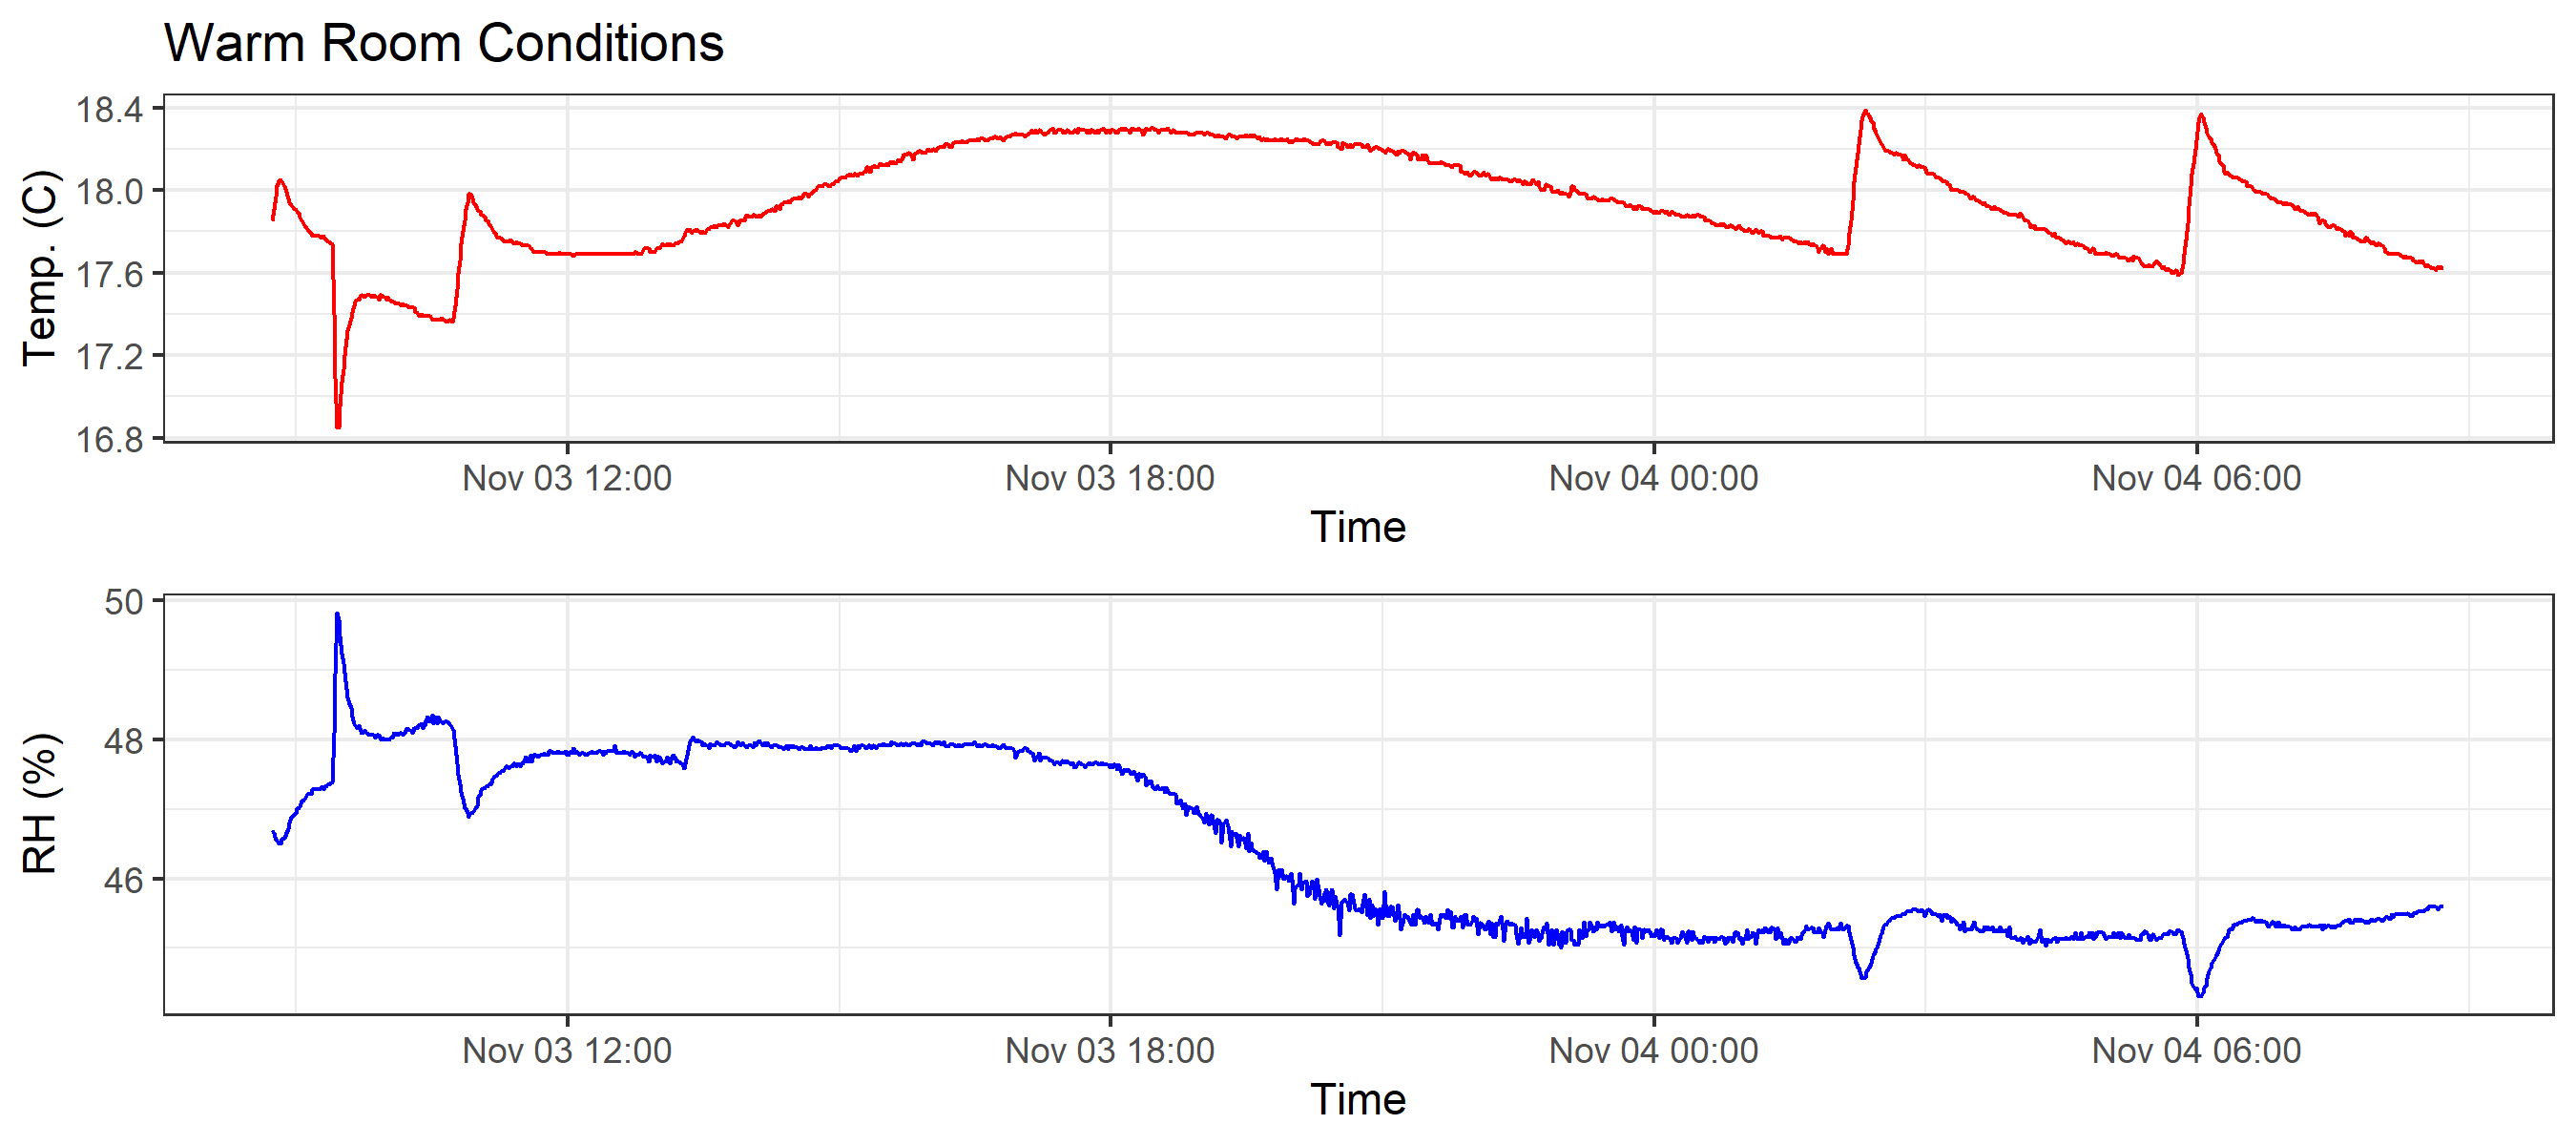 Warm Room Conditions
18.4
18.0
17.6
17.2
16.8
Temp. (C)
Nov 03 12:00 Nov 03 18:00 Nov 04 00:00 Nov 04 06:00
Time
50
48
46
RH (%)
Nov 03 12:00 Nov 03 18:00 Nov 04 00:00 Nov 04 06:00
Time